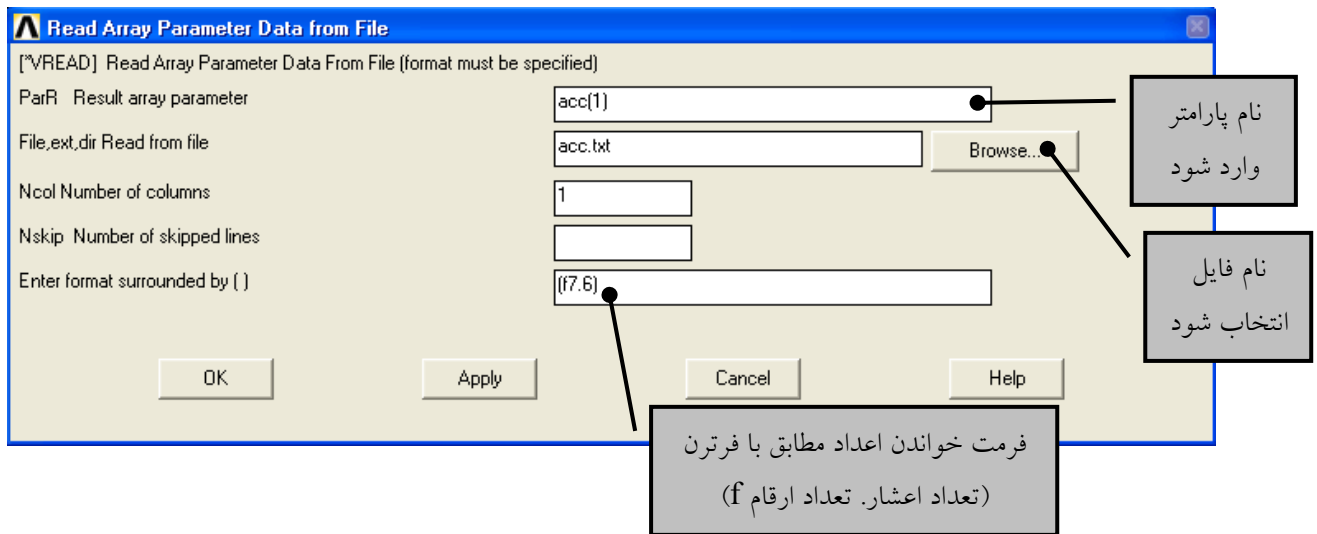 Read Array Parameter Data from File
[*VREAD] Read Array Parameter Data From File (format must be specified)
ParR Result array parameter
acc(1)
File,ext,dir Read from file
acc.txt
Browse...
Ncol Number of columns
1
Nskip Number of skipped lines
Enter format surrounded by ( )
(f7.6)
OK
Apply
Cancel
Help
نام پارامتر
وارد شود
نام فایل
انتخاب شود
فرمت خواندن اعداد مطابق با فرترن
(تعداد اعشار. تعداد ارقام f)